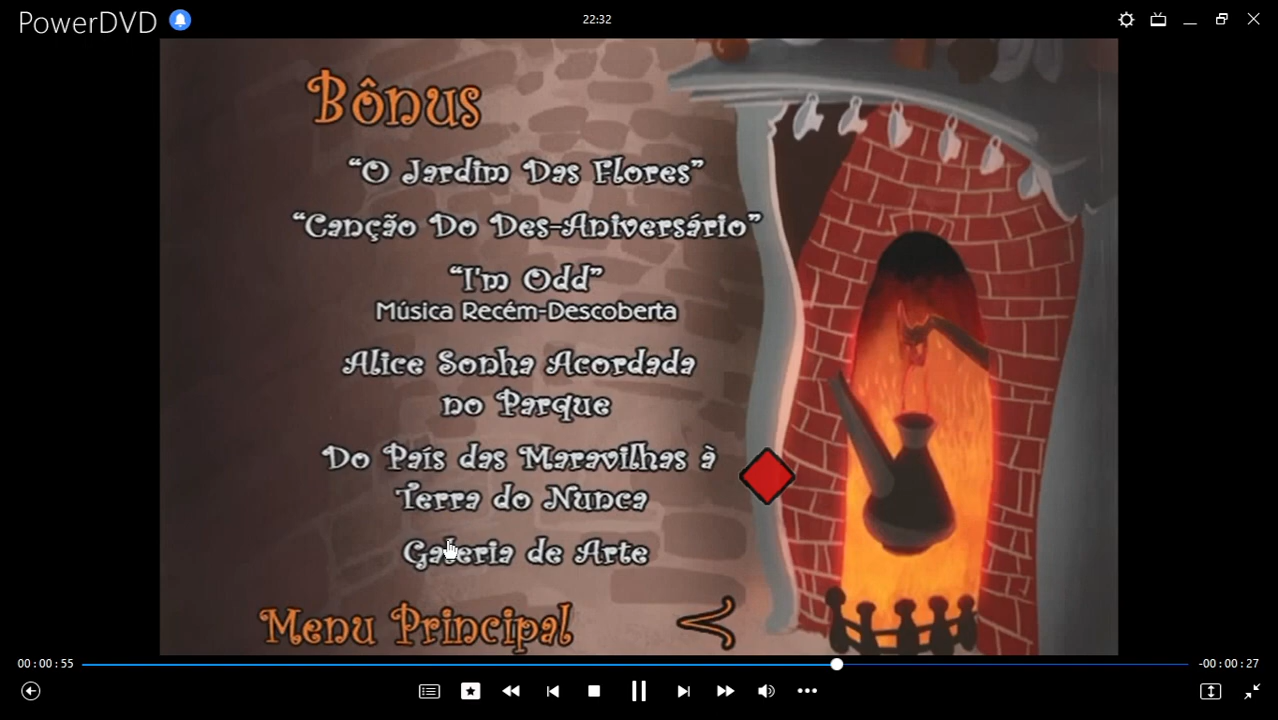 PowerDVD
22:32
Bônus
“O Jardim Das Flores”
“Canção Do Des-Aniversário”
“I'm Odd”
Música Recém-Descoberta
Alice Sonha Acordada
no Parque
Do País das Maravilhas à
Terra do Nunca
Galeria de Arte
Menu Principal
00:00:55
-00:00:27